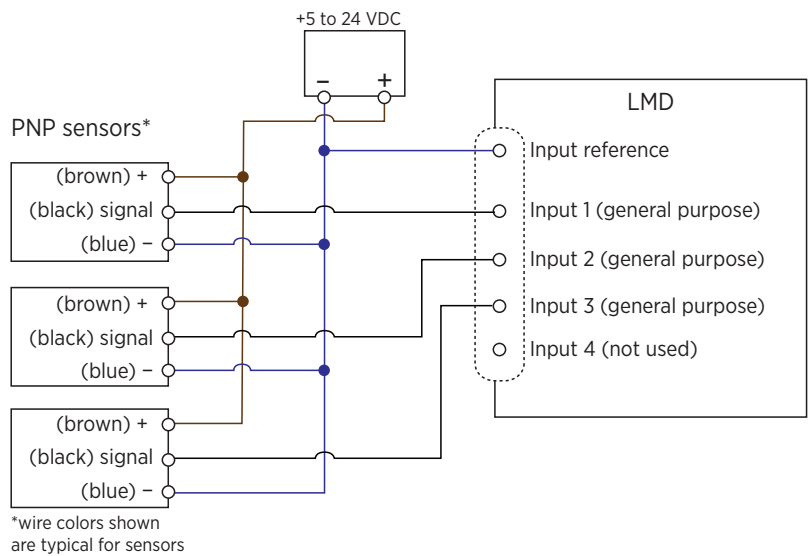 +5 to 24 VDC
− +
PNP sensors*
(brown) +
(black) signal
(blue) −
(brown) +
(black) signal
(blue) −
(brown) +
(black) signal
(blue) −
*wire colors shown
are typical for sensors
LMD
Input reference
Input 1 (general purpose)
Input 2 (general purpose)
Input 3 (general purpose)
Input 4 (not used)